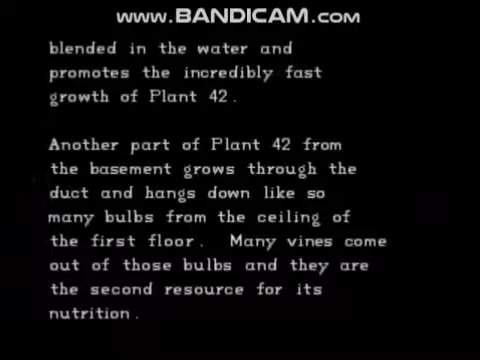 www.BANDICAM.com
blended in the water and
promotes the incredibly fast
growth of Plant 42.
Another part of Plant 42 from
the basement grows through the
duct and hangs down like so
many bulbs from the ceiling of
the first floor. Many vines come
out of those bulbs and they are
the second resource for its
nutrition.